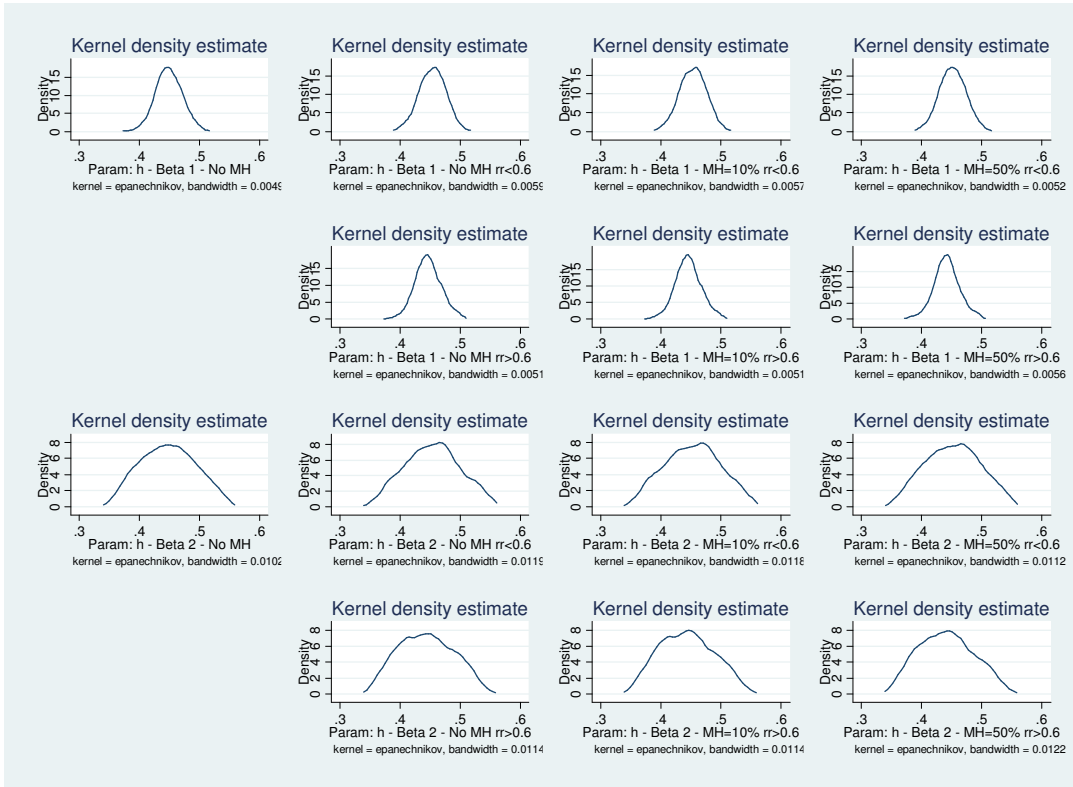 Kernel density estimate
Density
0 5 10 15
.3 .4 .5 .6
Param: h - Beta 1 - No MH
kernel = epanechnikov, bandwidth = 0.0049
Kernel density estimate
Density
0 5 10 15
.3 .4 .5 .6
Param: h - Beta 1 - No MH rr<0.6
kernel = epanechnikov, bandwidth = 0.0059
Kernel density estimate
Density
0 5 10 15
.3 .4 .5 .6
Param: h - Beta 1 - MH=10% rr<0.6
kernel = epanechnikov, bandwidth = 0.0057
Kernel density estimate
Density
0 5 10 15
.3 .4 .5 .6
Param: h - Beta 1 - MH=50% rr<0.6
kernel = epanechnikov, bandwidth = 0.0052
Kernel density estimate
Density
0 5 10 15
.3 .4 .5 .6
Param: h - Beta 1 - No MH rr>0.6
kernel = epanechnikov, bandwidth = 0.0051
Kernel density estimate
Density
0 5 10 15
.3 .4 .5 .6
Param: h - Beta 1 - MH=10% rr>0.6
kernel = epanechnikov, bandwidth = 0.0051
Kernel density estimate
Density
0 5 10 15
.3 .4 .5 .6
Param: h - Beta 1 - MH=50% rr>0.6
kernel = epanechnikov, bandwidth = 0.0056
Kernel density estimate
Density
0 2 4 6 8
.3 .4 .5 .6
Param: h - Beta 2 - No MH
kernel = epanechnikov, bandwidth = 0.0102
Kernel density estimate
Density
0 2 4 6 8
.3 .4 .5 .6
Param: h - Beta 2 - No MH rr<0.6
kernel = epanechnikov, bandwidth = 0.0119
Kernel density estimate
Density
0 2 4 6 8
.3 .4 .5 .6
Param: h - Beta 2 - MH=10% rr<0.6
kernel = epanechnikov, bandwidth = 0.0118
Kernel density estimate
Density
0 2 4 6 8
.3 .4 .5 .6
Param: h - Beta 2 - MH=50% rr<0.6
kernel = epanechnikov, bandwidth = 0.0112
Kernel density estimate
Density
0 2 4 6 8
.3 .4 .5 .6
Param: h - Beta 2 - No MH rr>0.6
kernel = epanechnikov, bandwidth = 0.0114
Kernel density estimate
Density
0 2 4 6 8
.3 .4 .5 .6
Param: h - Beta 2 - MH=10% rr>0.6
kernel = epanechnikov, bandwidth = 0.0114
Kernel density estimate
Density
0 2 4 6 8
.3 .4 .5 .6
Param: h - Beta 2 - MH=50% rr>0.6
kernel = epanechnikov, bandwidth = 0.0122